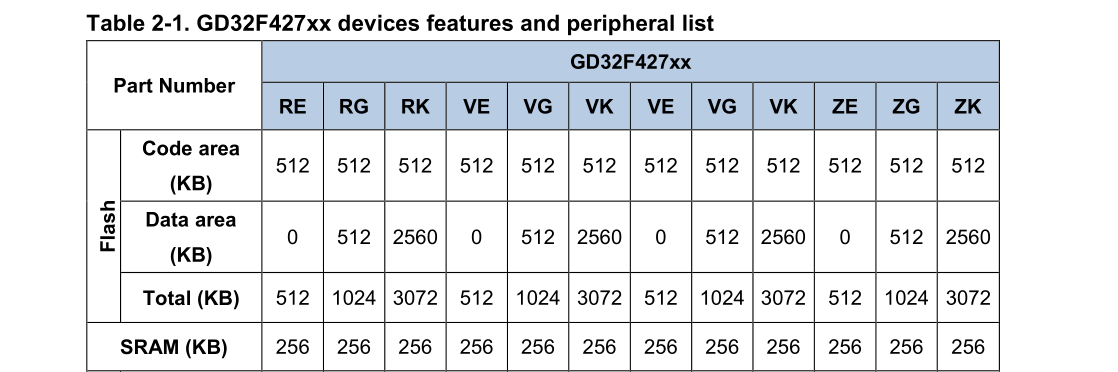 Table 2-1. GD32F427xx devices features and peripheral list
Part Number GD32F427xx
RE RG RK VE VG VK VE VG VK ZE ZG ZK
Flash
Code area
(KB)
512 512 512 512 512 512 512 512 512 512 512 512
Data area
(KB)
0 512 2560 0 512 2560 0 512 2560 0 512 2560
Total (KB) 512 1024 3072 512 1024 3072 512 1024 3072 512 1024 3072
SRAM (KB) 256 256 256 256 256 256 256 256 256 256 256 256